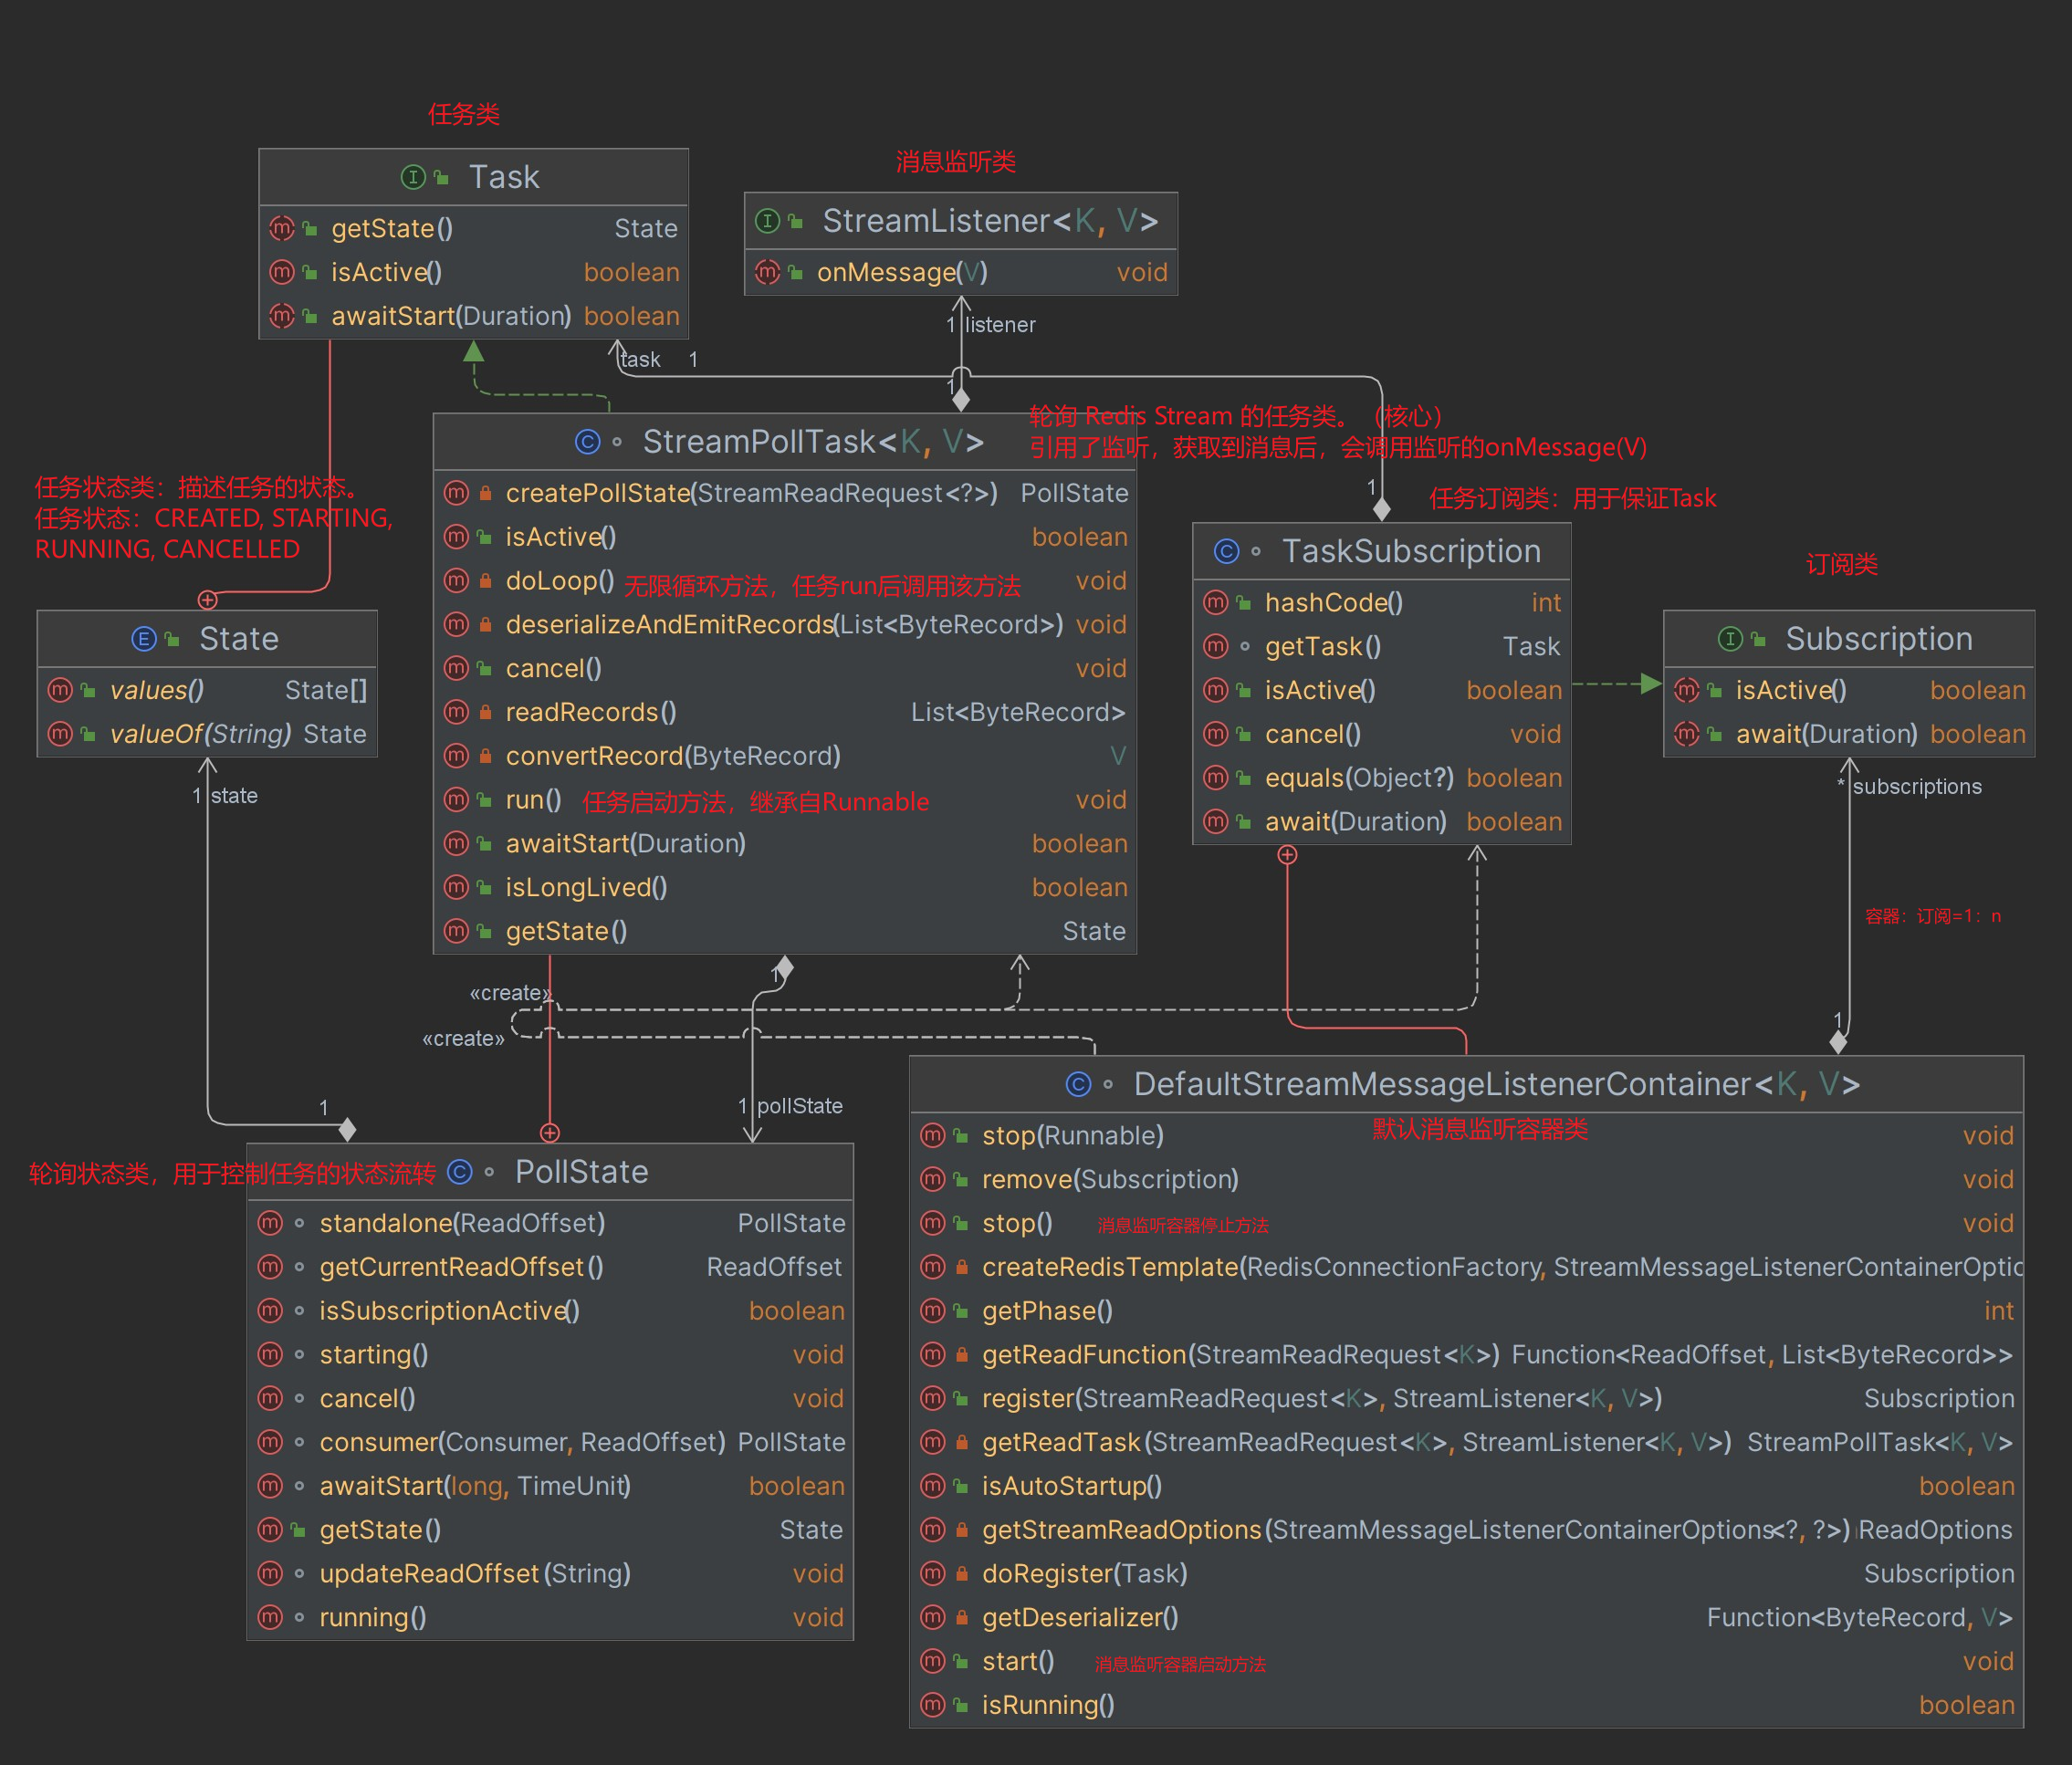 任务类
Task
getState() State
isActive() boolean
awaitStart(Duration) boolean
消息监听类
StreamListener<K, V>
onMessage(V) void
1 listener
task 1
1
轮询 Redis Stream 的任务类。（核心）
引用了监听，获取到消息后，会调用监听的onMessage(V)
StreamPollTask<K, V>
createPollState(StreamReadRequest<?>) PollState
isActive() boolean
doLoop() 无限循环方法，任务run后调用该方法 void
deserializeAndEmitRecords(List<ByteRecord>) void
cancel() void
readRecords() List<ByteRecord>
convertRecord(ByteRecord) V
run() 任务启动方法，继承自Runnable void
awaitStart(Duration) boolean
isLongLived() boolean
getState() State
任务状态类：描述任务的状态。
任务状态：CREATED, STARTING,
RUNNING, CANCELLED
State
values() State[]
valueOf(String) State
1 state
1
任务订阅类：用于保证Task
TaskSubscription
hashCode() int
getTask() Task
isActive() boolean
cancel() void
equals(Object?) boolean
await(Duration) boolean
订阅类
Subscription
isActive() boolean
await(Duration) boolean
* subscriptions
容器：订阅=1：n
1
1
«create»
«create»
1
1 pollState
轮询状态类，用于控制任务的状态流转
PollState
standalone(ReadOffset) PollState
getCurrentReadOffset() ReadOffset
isSubscriptionActive() boolean
starting() void
cancel() void
consumer(Consumer, ReadOffset) PollState
awaitStart(long, TimeUnit) boolean
getState() State
updateReadOffset(String) void
running() void
DefaultStreamMessageListenerContainer<K, V>
默认消息监听容器类
stop(Runnable) void
remove(Subscription) void
stop() 消息监听容器停止方法 void
createRedisTemplate(RedisConnectionFactory, StreamMessageListenerContainerOptic
getPhase() int
getReadFunction(StreamReadRequest<K>) Function<ReadOffset, List<ByteRecord>>
register(StreamReadRequest<K>, StreamListener<K, V>) Subscription
getReadTask(StreamReadRequest<K>, StreamListener<K, V>) StreamPollTask<K, V>
isAutoStartup() boolean
getStreamReadOptions(StreamMessageListenerContainerOptions<?, ?>) ReadOptions
doRegister(Task) Subscription
getDeserializer() Function<ByteRecord, V>
start() 消息监听容器启动方法 void
isRunning() boolean